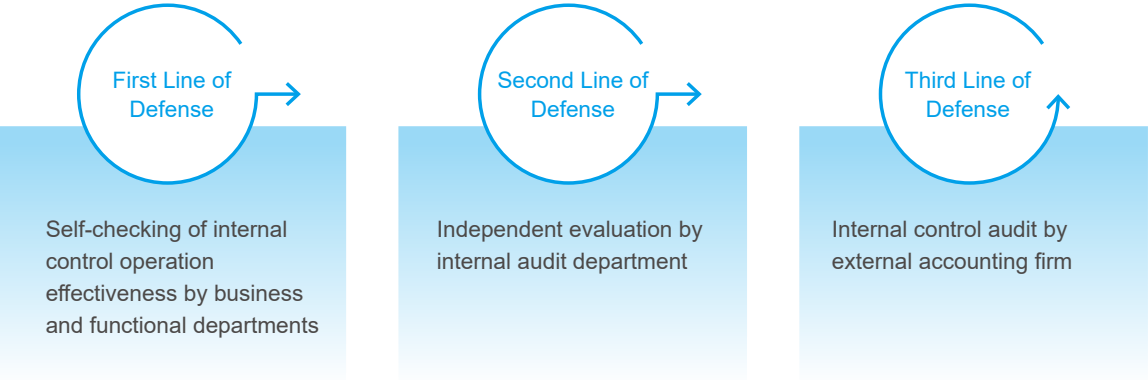 First Line of
Defense
Self-checking of internal
control operation
effectiveness by business
and functional departments
Second Line of
Defense
Independent evaluation by
internal audit department
Third Line of
Defense
Internal control audit by
external accounting firm